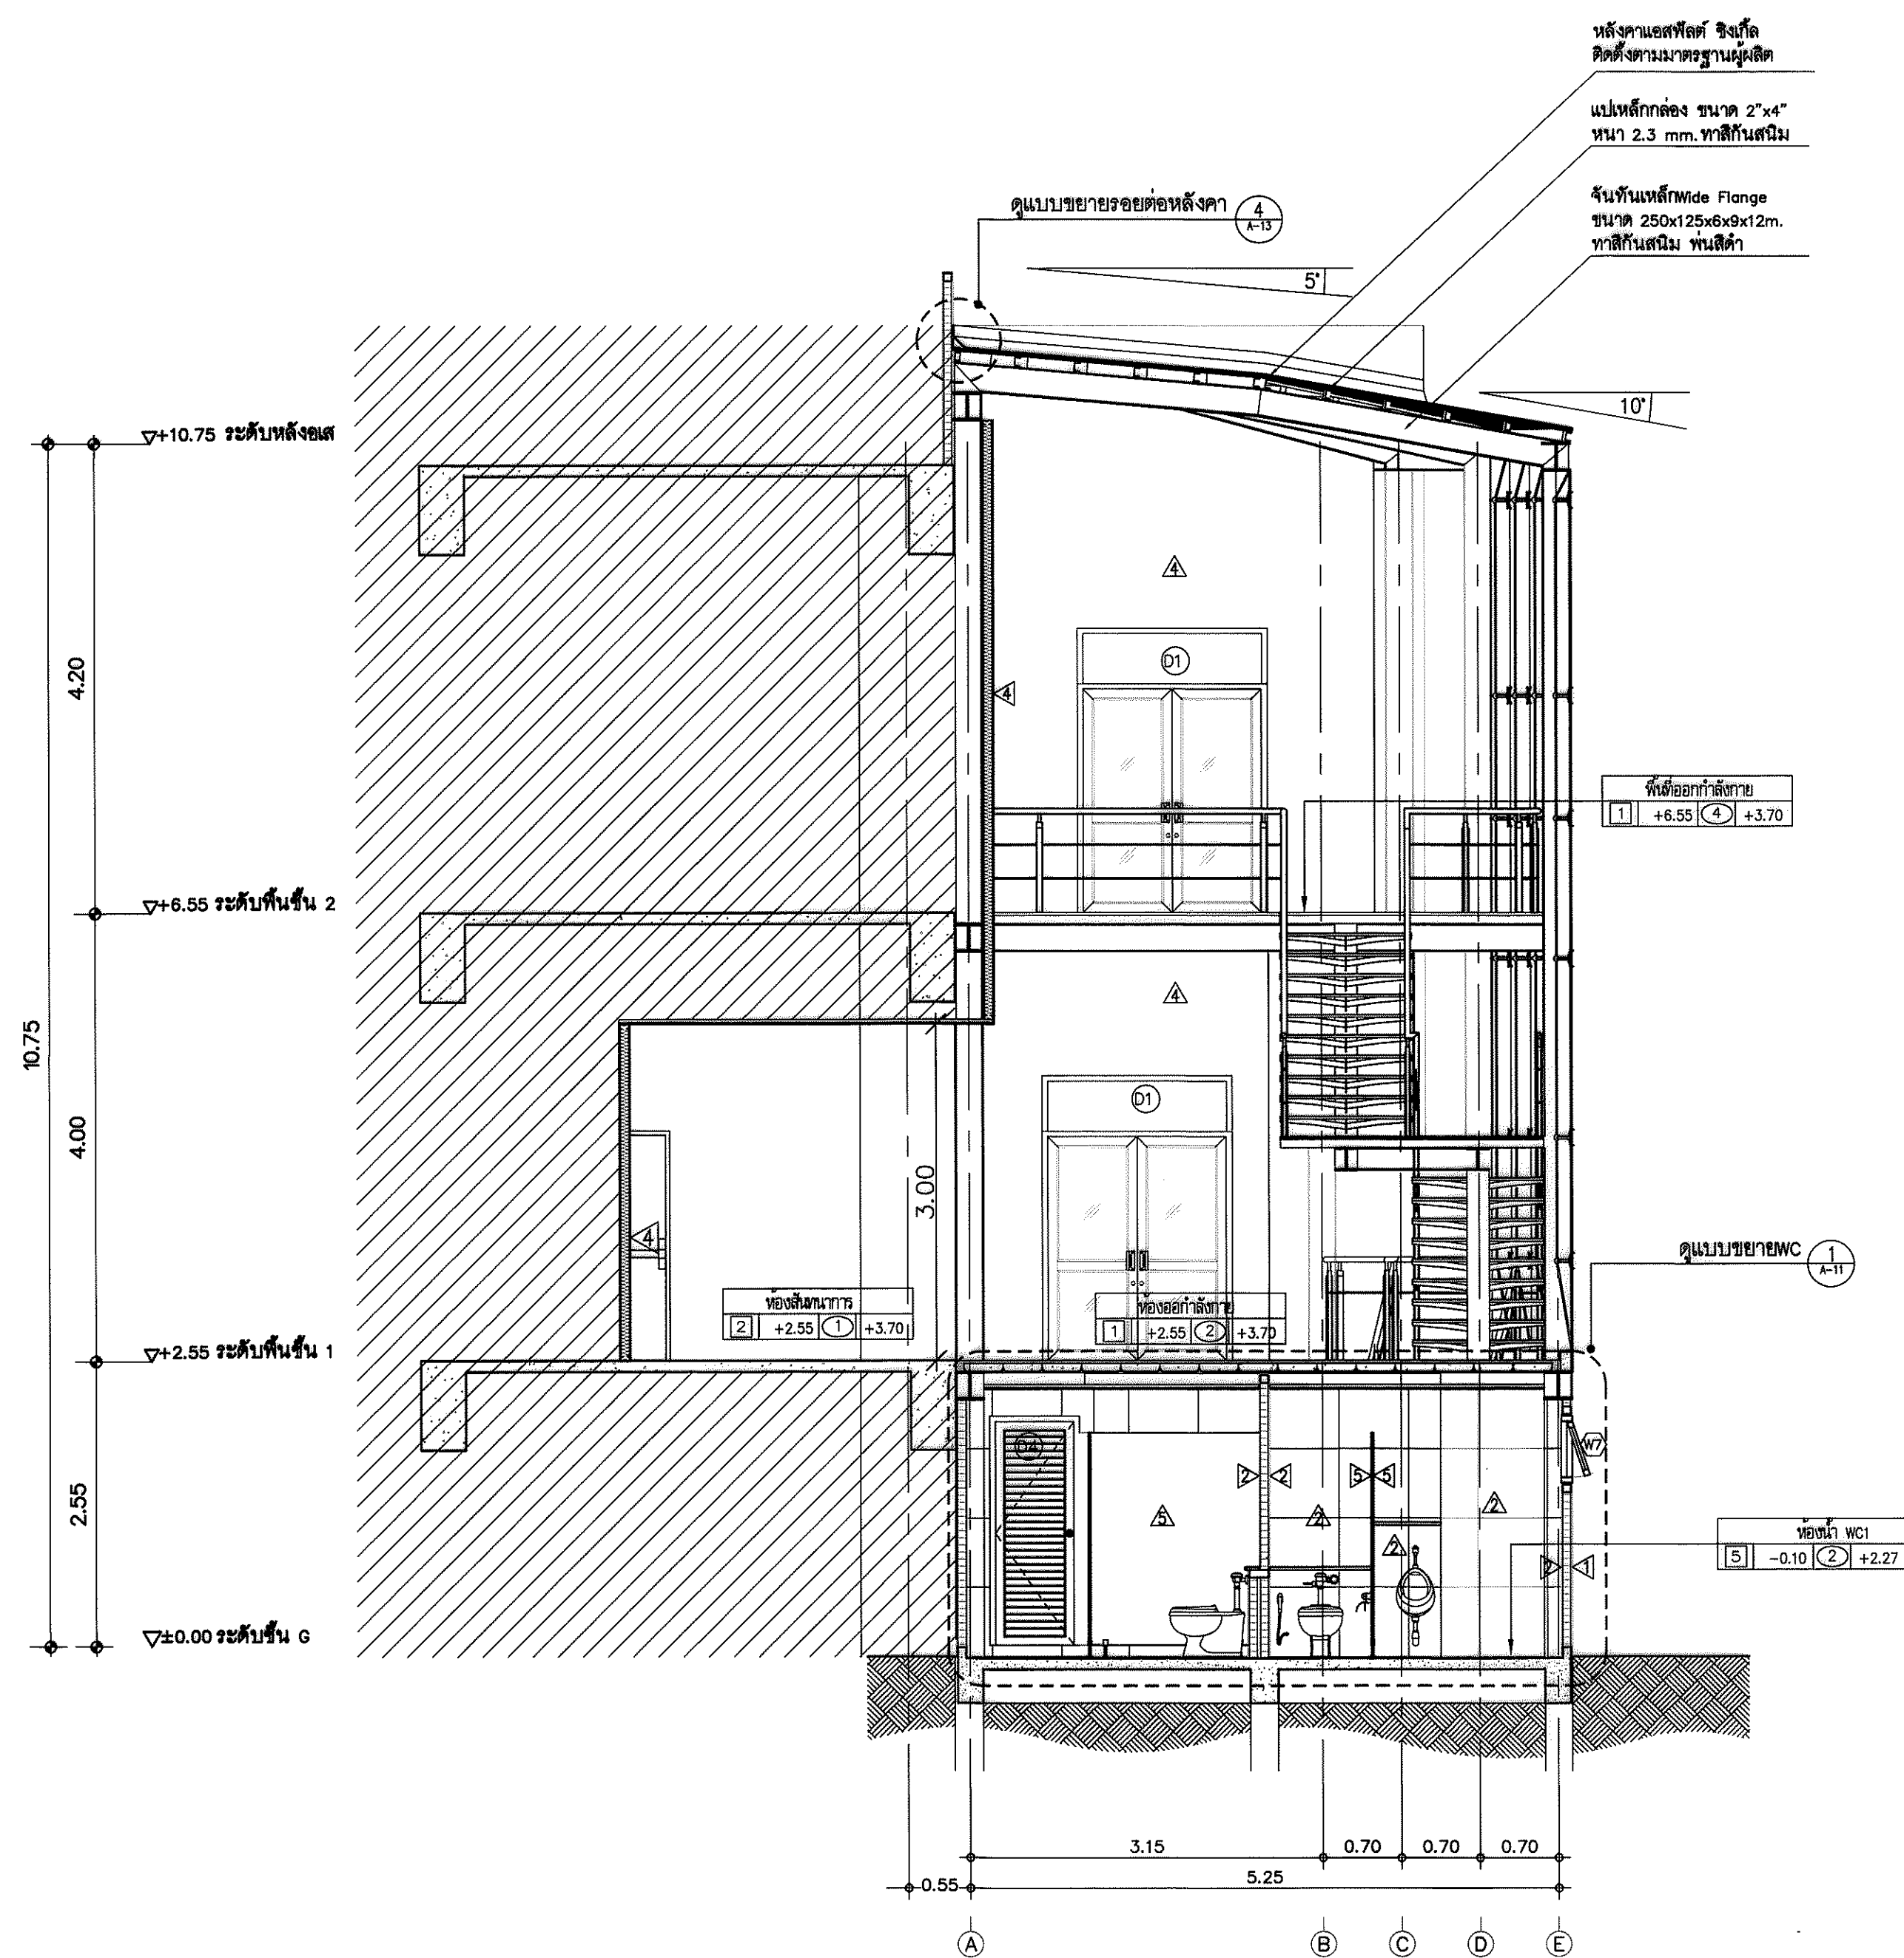 หลังคาแอสฟัลต์ ชิงเกิ้ล
ติดตั้งตามมาตรฐานผู้ผลิต
แปเหล็กกล่อง ขนาด 2"x4"
หนา 2.3 mm.ทาสีกันสนิม
จันทันเหล็กWide Flange
ขนาด 250x125x6x9x12m.
ทาสีกันสนิม พ่นสีดำ
ดูแบบขยายรอยต่อหลังคา
4
A-13
5°
10°
+10.75 ระดับหลังอเส
4
D1
4.20
4
พื้นที่ออกกำลังกาย
1 +6.55 4 +3.70
+6.55 ระดับพื้นชั้น 2
4
10.75
D1
4.00
3.00
4
ดูแบบขยายWC
1
A-11
ห้องสันทนาการ
2 +2.55 1 +3.70
ห้องออกำลังกาย
1 +2.55 2 +3.70
+2.55 ระดับพื้นชั้น 1
D4
W7
2 2 5 5
2.55
5 2 2
2
ห้องน้ำ WC1
5 -0.10 2 +2.27
2 1
±0.00 ระดับชั้น G
3.15 0.70 0.70 0.70
0.55 5.25
A B C D E